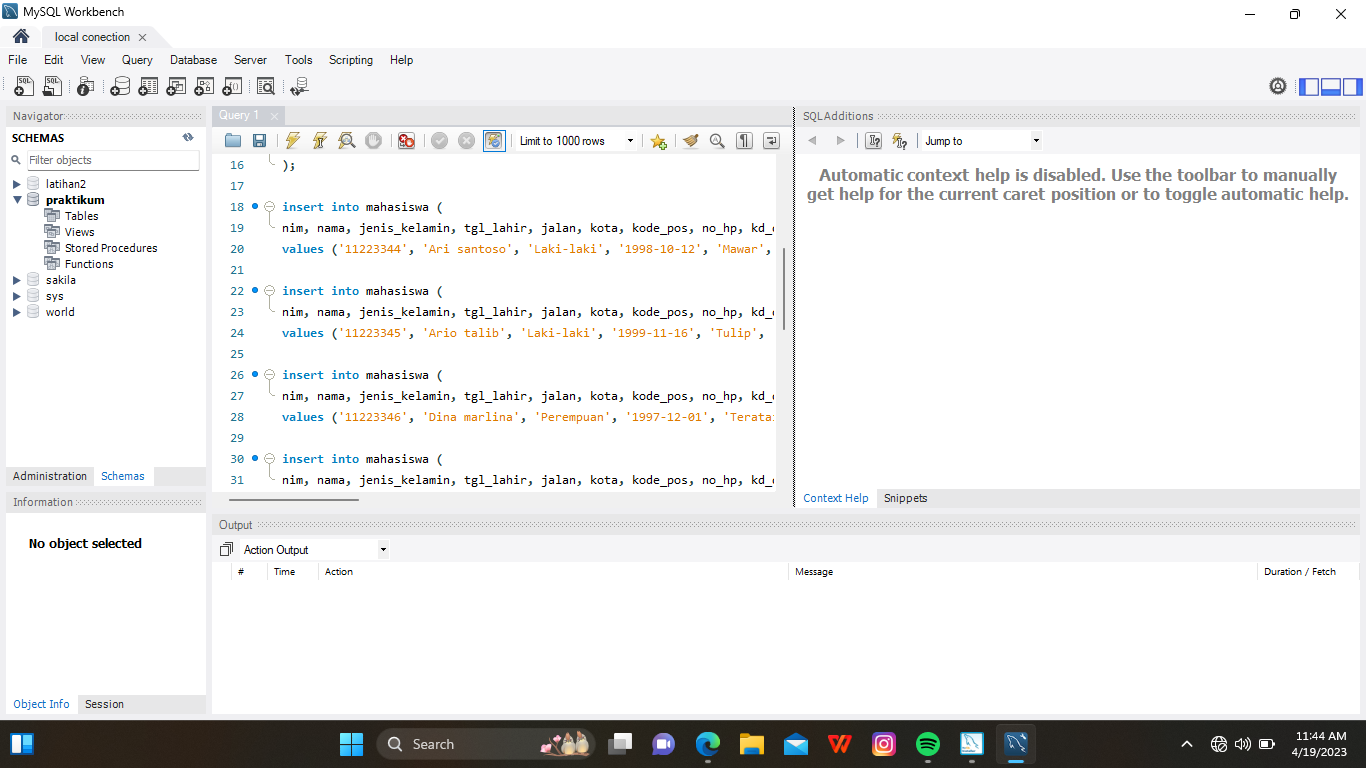 MySQL Workbench
local conection
File Edit View Query Database Server Tools Scripting Help
Navigator
SCHEMAS
Filter objects
latihan2
praktikum
Tables
Views
Stored Procedures
Functions
sakila
sys
world
Administration Schemas
Information
No object selected
Object Info Session
Query 1
Limit to 1000 rows
16 );
17
18 insert into mahasiswa (
19 nim, nama, jenis_kelamin, tgl_lahir, jalan, kota, kode_pos, no_hp, kd_
20 values ('11223344', 'Ari santoso', 'Laki-laki', '1998-10-12', 'Mawar',
21
22 insert into mahasiswa (
23 nim, nama, jenis_kelamin, tgl_lahir, jalan, kota, kode_pos, no_hp, kd_
24 values ('11223345', 'Ario talib', 'Laki-laki', '1999-11-16', 'Tulip',
25
26 insert into mahasiswa (
27 nim, nama, jenis_kelamin, tgl_lahir, jalan, kota, kode_pos, no_hp, kd_
28 values ('11223346', 'Dina marlina', 'Perempuan', '1997-12-01', 'Terata
29
30 insert into mahasiswa (
31 nim, nama, jenis_kelamin, tgl_lahir, jalan, kota, kode_pos, no_hp, kd_
SQLAdditions
Jump to
Automatic context help is disabled. Use the toolbar to manually
get help for the current caret position or to toggle automatic help.
Context Help Snippets
Output
Action Output
# Time Action Message Duration / Fetch
Search
11:44 AM
4/19/2023